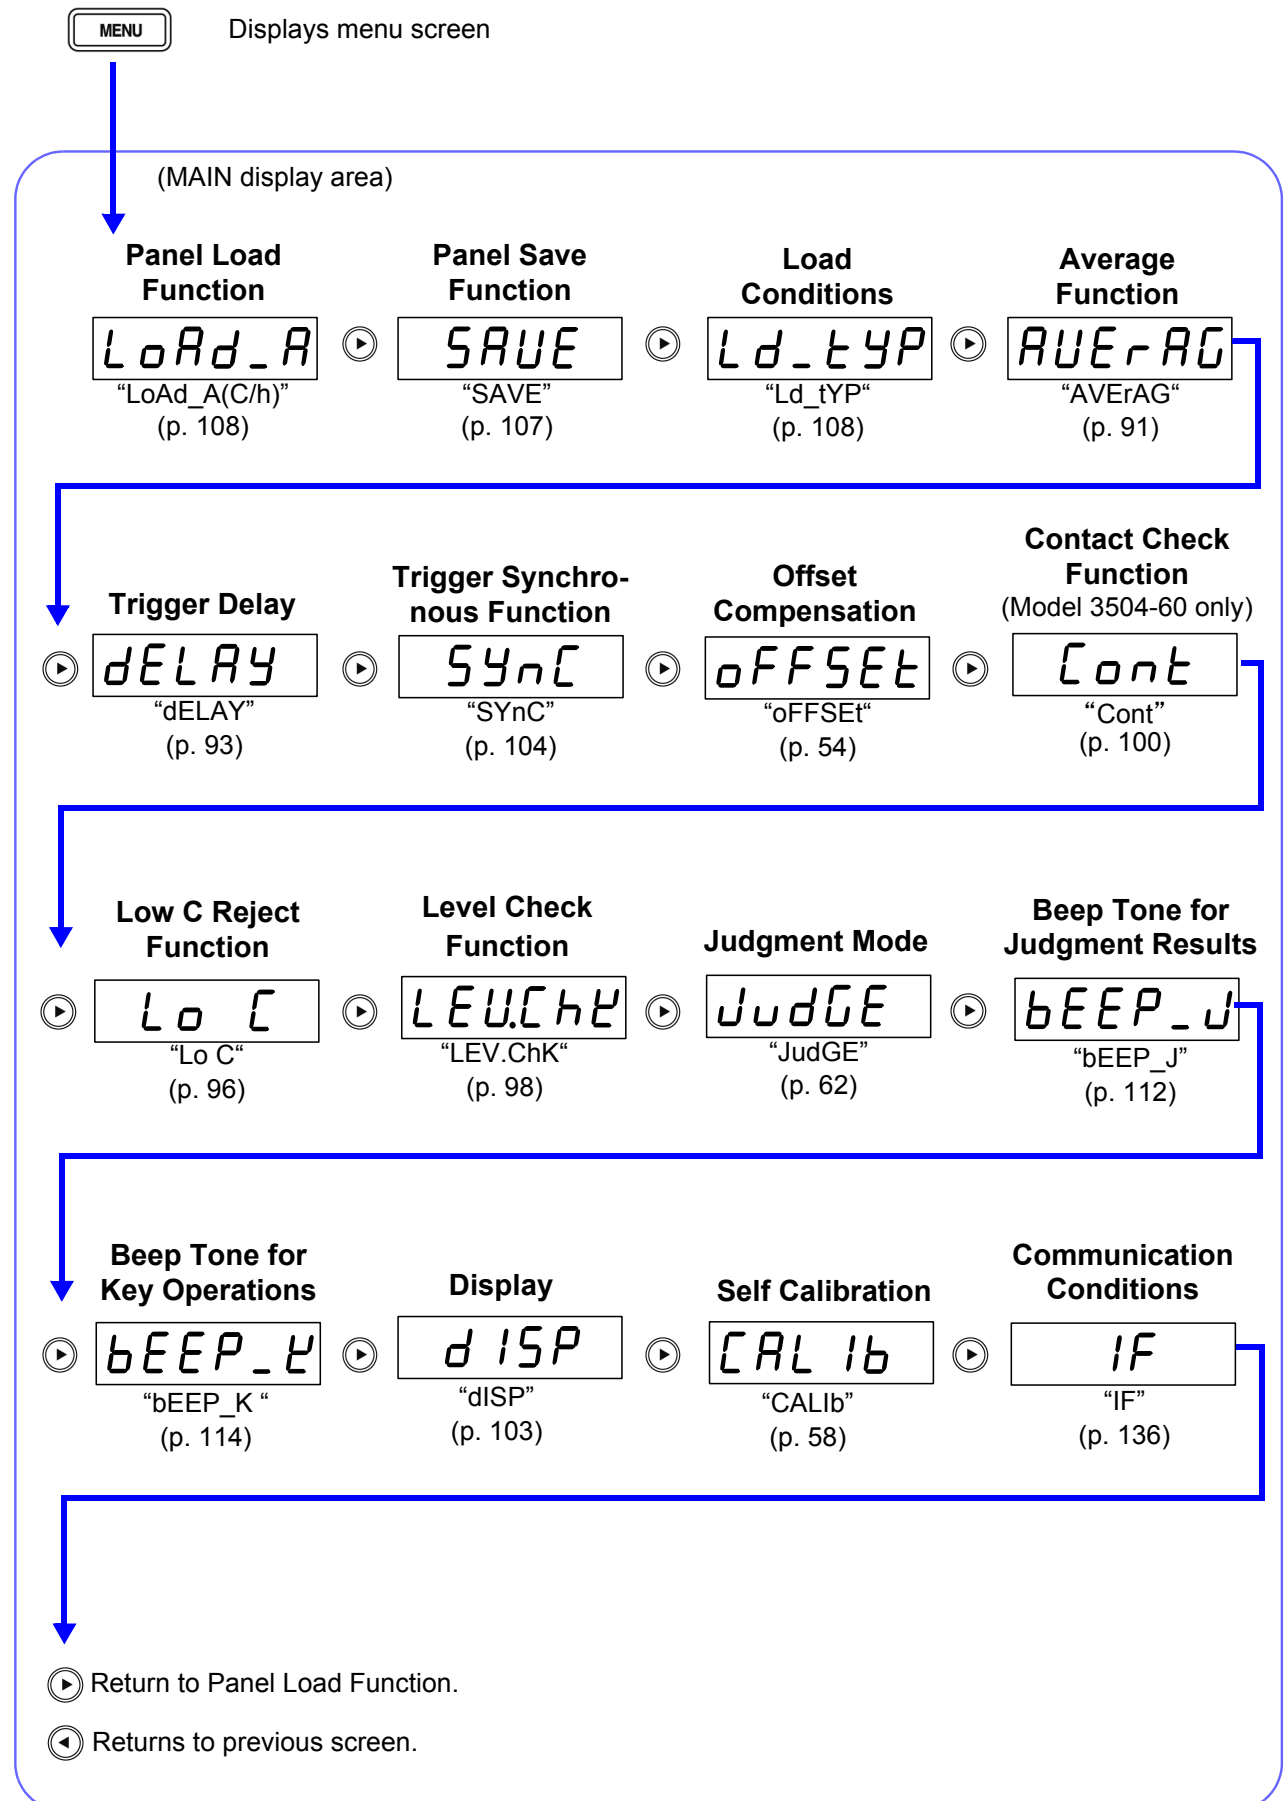 MENU Displays menu screen
(MAIN display area)
Panel Load Function
LoAd_A
“LoAd_A(C/h)”
(p. 108)
Panel Save Function
SAVE
“SAVE”
(p. 107)
Load Conditions
Ld_tYP
“Ld_tYP“
(p. 108)
Average Function
AVErAG
“AVErAG“
(p. 91)
Trigger Delay
dELAY
“dELAY”
(p. 93)
Trigger Synchro-
nous Function
SYnC
“SYnC”
(p. 104)
Offset Compensation
oFFSEt
“oFFSEt“
(p. 54)
Contact Check Function
(Model 3504-60 only)
Cont
“Cont”
(p. 100)
Low C Reject Function
Lo C
“Lo C“
(p. 96)
Level Check Function
LEV.ChK
“LEV.ChK“
(p. 98)
Judgment Mode
JudGE
“JudGE”
(p. 62)
Beep Tone for Judgment Results
bEEP_J
“bEEP_J”
(p. 112)
Beep Tone for Key Operations
bEEP_K
“bEEP_K “
(p. 114)
Display
dISP
“dISP”
(p. 103)
Self Calibration
CALIb
“CALIb”
(p. 58)
Communication Conditions
IF
“IF”
(p. 136)
Return to Panel Load Function.
Returns to previous screen.